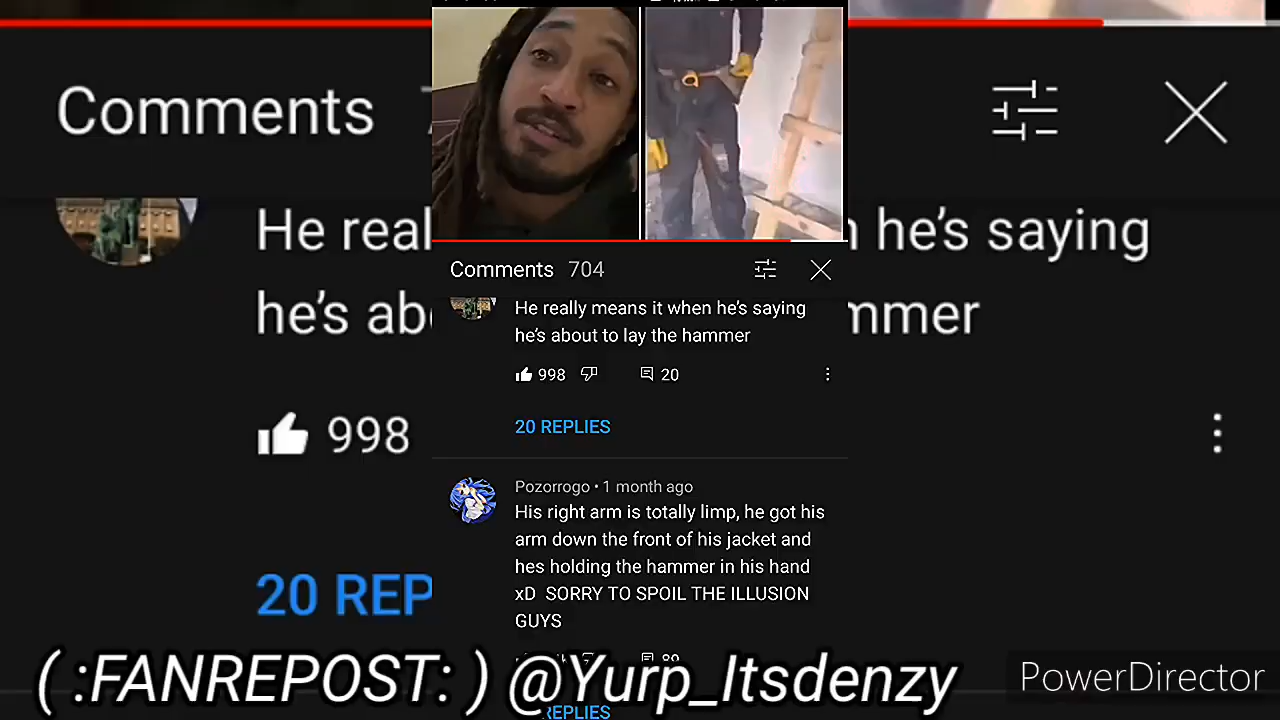 Comments
He real
he's saying
he's ab
mmer
998
20 REP
Comments 704
He really means it when he's saying
he's about to lay the hammer
998 20
20 REPLIES
Pozorrogo • 1 month ago
His right arm is totally limp, he got his
arm down the front of his jacket and
hes holding the hammer in his hand
xD SORRY TO SPOIL THE ILLUSION
GUYS
REPLIES
( :FANREPOST: ) @Yurp_Itsdenzy
PowerDirector